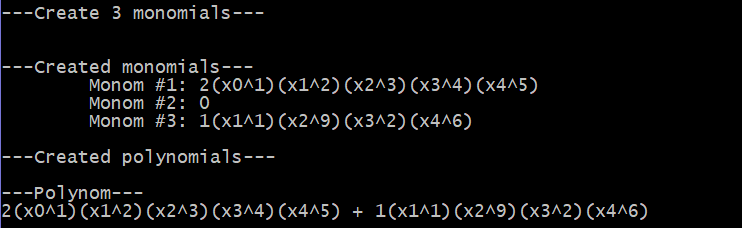 ---Create 3 monomials---
---Created monomials---
Monom #1: 2(x0^1)(x1^2)(x2^3)(x3^4)(x4^5)
Monom #2: 0
Monom #3: 1(x1^1)(x2^9)(x3^2)(x4^6)
---Created polynomials---
---Polynom---
2(x0^1)(x1^2)(x2^3)(x3^4)(x4^5) + 1(x1^1)(x2^9)(x3^2)(x4^6)